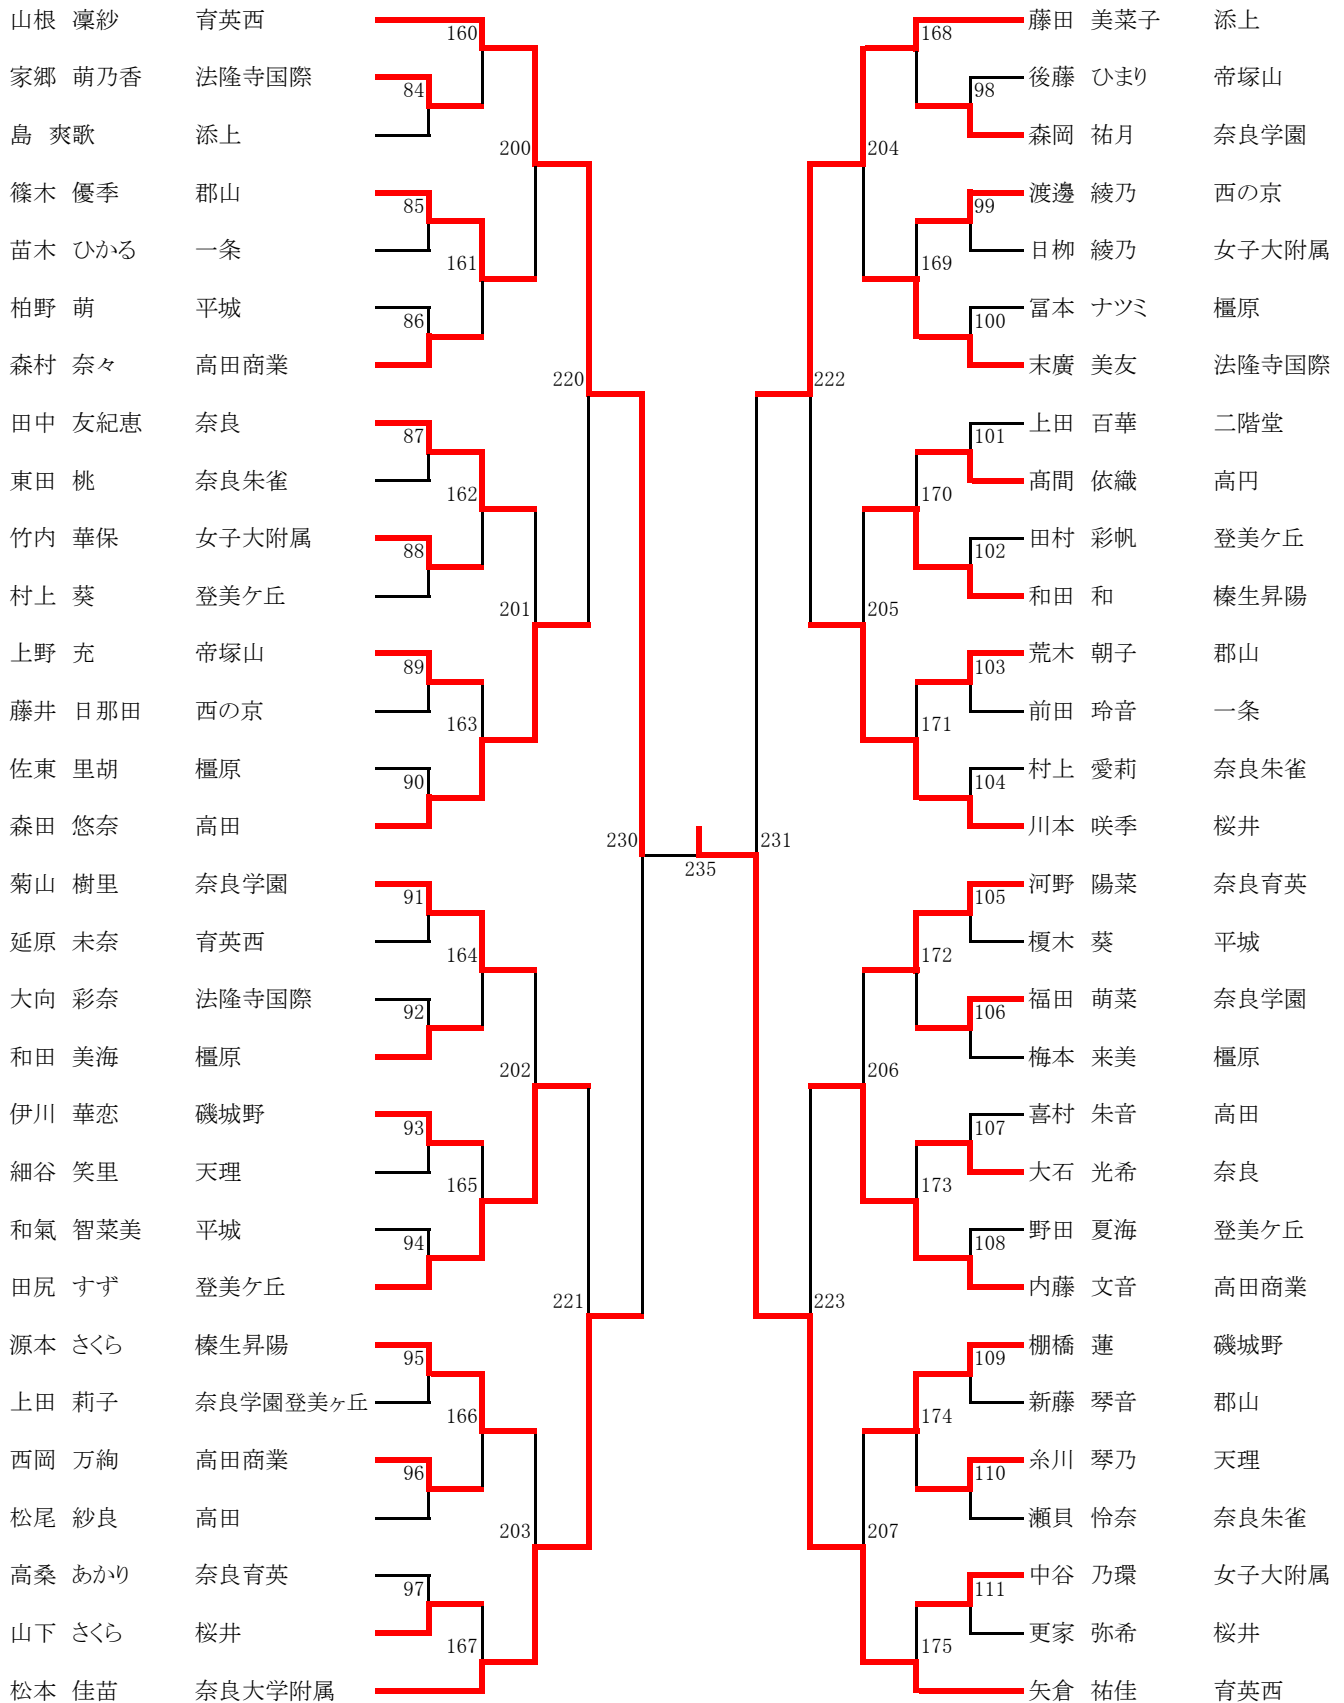 山根 凜紗 育英西 160 168 藤田 美菜子 添上
家郷 萌乃香 法隆寺国際 84 98 後藤 ひまり 帝塚山
島 爽歌 添上 200 204 森岡 祐月 奈良学園
篠木 優季 郡山 85 99 渡邊 綾乃 西の京
苗木 ひかる 一条 161 169 日栁 綾乃 女子大附属
柏野 萌 平城 86 100 冨本 ナツミ 橿原
森村 奈々 高田商業 220 222 末廣 美友 法隆寺国際
田中 友紀恵 奈良 87 101 上田 百華 二階堂
東田 桃 奈良朱雀 162 170 髙間 依織 高円
竹内 華保 女子大附属 88 102 田村 彩帆 登美ケ丘
村上 葵 登美ケ丘 201 205 和田 和 榛生昇陽
上野 充 帝塚山 89 103 荒木 朝子 郡山
藤井 日那田 西の京 163 171 前田 玲音 一条
佐東 里胡 橿原 90 104 村上 愛莉 奈良朱雀
森田 悠奈 高田 230 235 231 川本 咲季 桜井
菊山 樹里 奈良学園 91 105 河野 陽菜 奈良育英
延原 未奈 育英西 164 172 榎木 葵 平城
大向 彩奈 法隆寺国際 92 106 福田 萌菜 奈良学園
和田 美海 橿原 202 206 梅本 来美 橿原
伊川 華恋 磯城野 93 107 喜村 朱音 高田
細谷 笑里 天理 165 173 大石 光希 奈良
和氣 智菜美 平城 94 108 野田 夏海 登美ケ丘
田尻 すず 登美ケ丘 221 223 内藤 文音 高田商業
源本 さくら 榛生昇陽 95 109 棚橋 蓮 磯城野
上田 莉子 奈良学園登美ヶ丘 166 174 新藤 琴音 郡山
西岡 万絢 高田商業 96 110 糸川 琴乃 天理
松尾 紗良 高田 203 207 瀬貝 怜奈 奈良朱雀
高桑 あかり 奈良育英 97 111 中谷 乃環 女子大附属
山下 さくら 桜井 167 175 更家 弥希 桜井
松本 佳苗 奈良大学附属 矢倉 祐佳 育英西